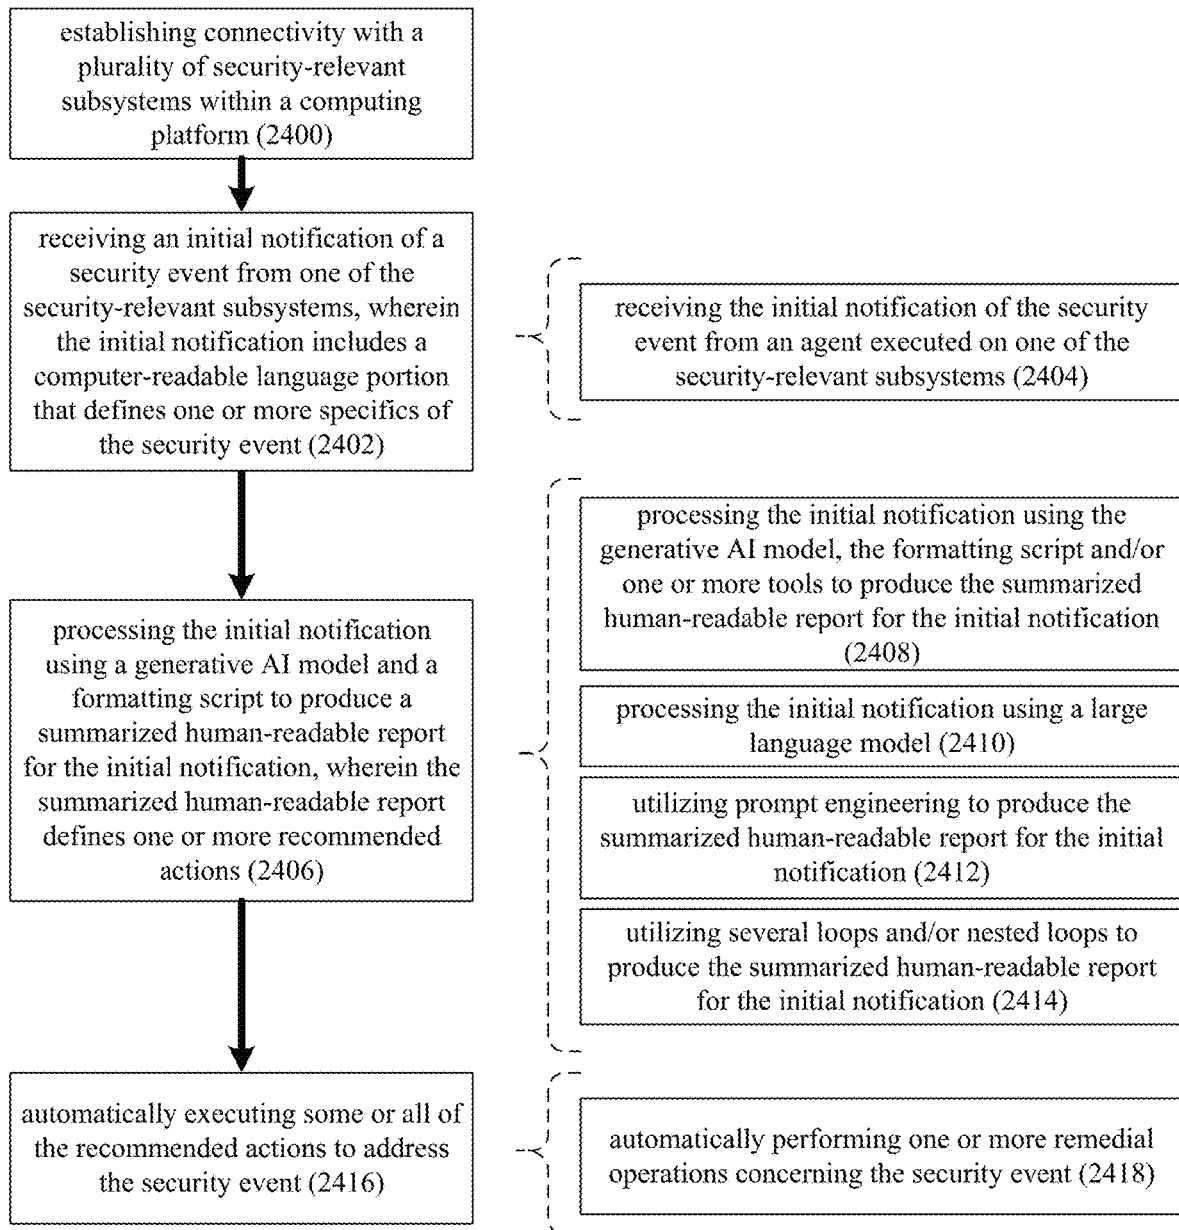 establishing connectivity with a
plurality of security-relevant
subsystems within a computing
platform (2400)
receiving an initial notification of a
security event from one of the
security-relevant subsystems, wherein
the initial notification includes a
computer-readable language portion
that defines one or more specifics of
the security event (2402)
receiving the initial notification of the security
event from an agent executed on one of the
security-relevant subsystems (2404)
processing the initial notification
using a generative AI model and a
formatting script to produce a
summarized human-readable report
for the initial notification, wherein the
summarized human-readable report
defines one or more recommended
actions (2406)
processing the initial notification using the
generative AI model, the formatting script and/or
one or more tools to produce the summarized
human-readable report for the initial notification
(2408)
processing the initial notification using a large
language model (2410)
utilizing prompt engineering to produce the
summarized human-readable report for the initial
notification (2412)
utilizing several loops and/or nested loops to
produce the summarized human-readable report
for the initial notification (2414)
automatically executing some or all of
the recommended actions to address
the security event (2416)
automatically performing one or more remedial
operations concerning the security event (2418)